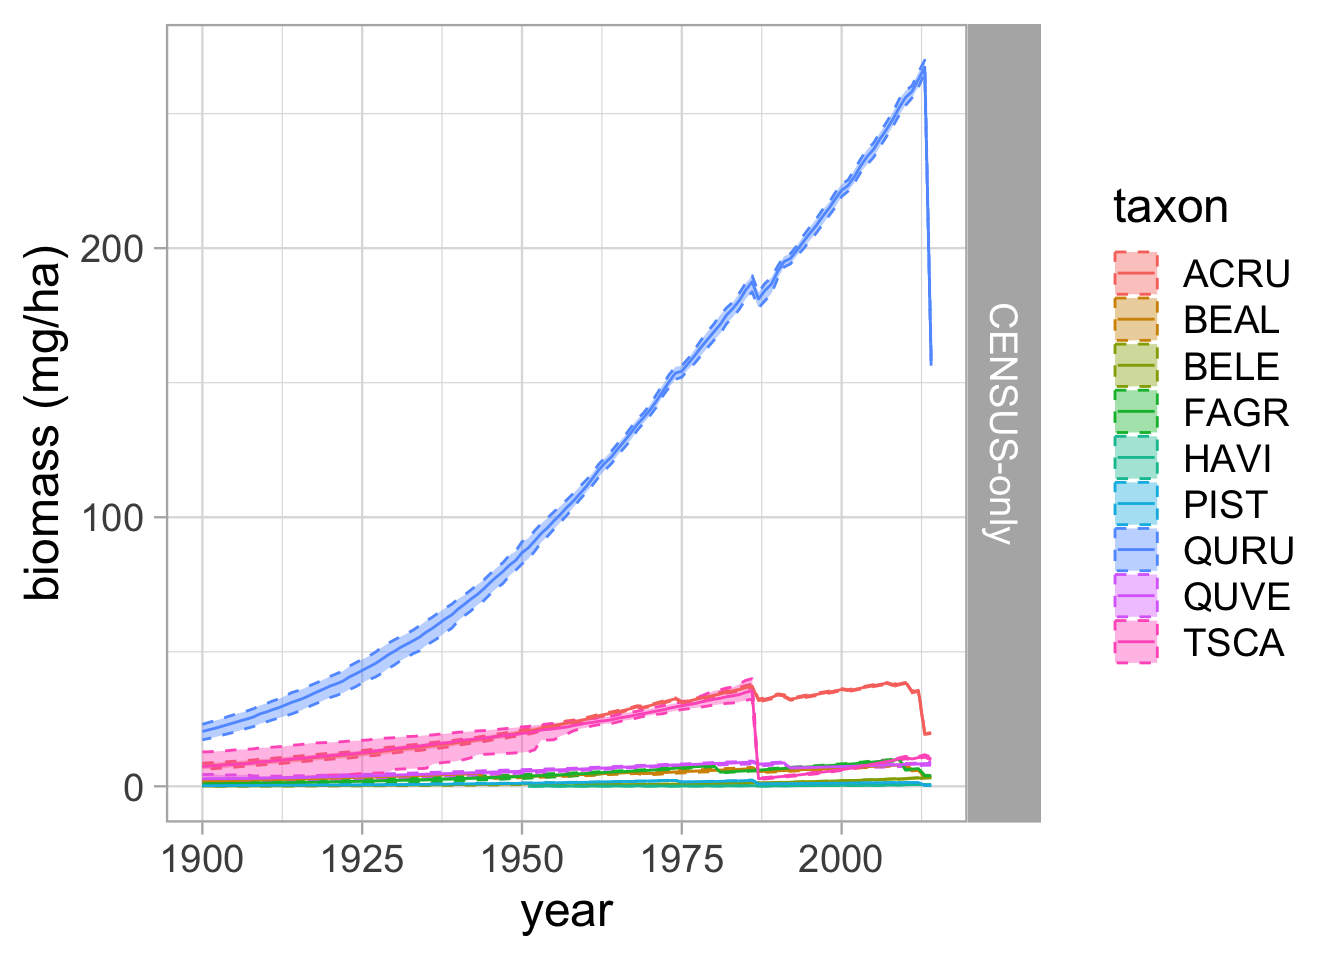 biomass (mg/ha)
200
100
0
1900
1925
1950
1975
2000
year
CENSUS-only
taxon
ACRU
BEAL
BELE
FAGR
HAVI
PIST
QURU
QUVE
TSCA